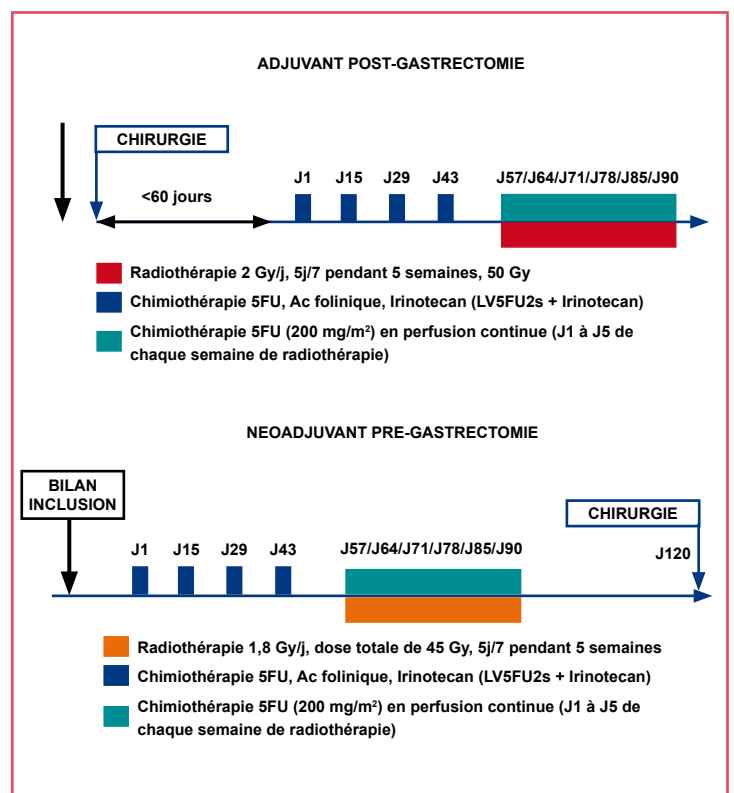 ADJUVANT POST-GASTRECTOMIE
CHIRURGIE
<60 jours
J1 J15 J29 J43 J57/J64/J71/J78/J85/J90
Radiothérapie 2 Gy/j, 5j/7 pendant 5 semaines, 50 Gy
Chimiothérapie 5FU, Ac folinique, Irinotecan (LV5FU2s + Irinotecan)
Chimiothérapie 5FU (200 mg/m²) en perfusion continue (J1 à J5 de
chaque semaine de radiothérapie)
NEOADJUVANT PRE-GASTRECTOMIE
BILAN
INCLUSION
CHIRURGIE
J1 J15 J29 J43 J57/J64/J71/J78/J85/J90
J120
Radiothérapie 1,8 Gy/j, dose totale de 45 Gy, 5j/7 pendant 5 semaines
Chimiothérapie 5FU, Ac folinique, Irinotecan (LV5FU2s + Irinotecan)
Chimiothérapie 5FU (200 mg/m²) en perfusion continue (J1 à J5 de
chaque semaine de radiothérapie)